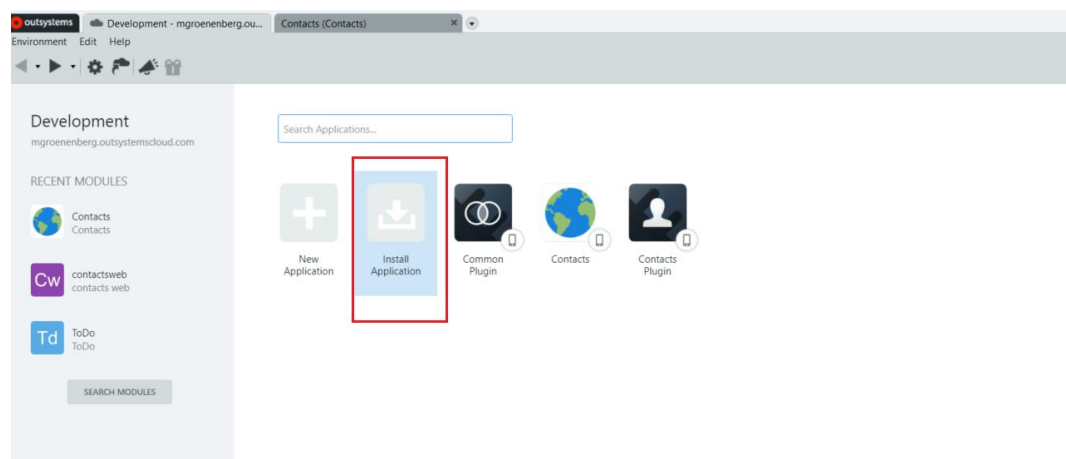 outsystems
Development - mgroenenberg.ou...
Contacts (Contacts)
Environment Edit Help
Development
mgroenenberg.outsystemscloud.com
RECENT MODULES
Contacts
Contacts
Cw
contactsweb
contacts web
Td
ToDo
ToDo
SEARCH MODULES
Search Applications...
New
Application
Install
Application
Common
Plugin
Contacts
Contacts
Plugin